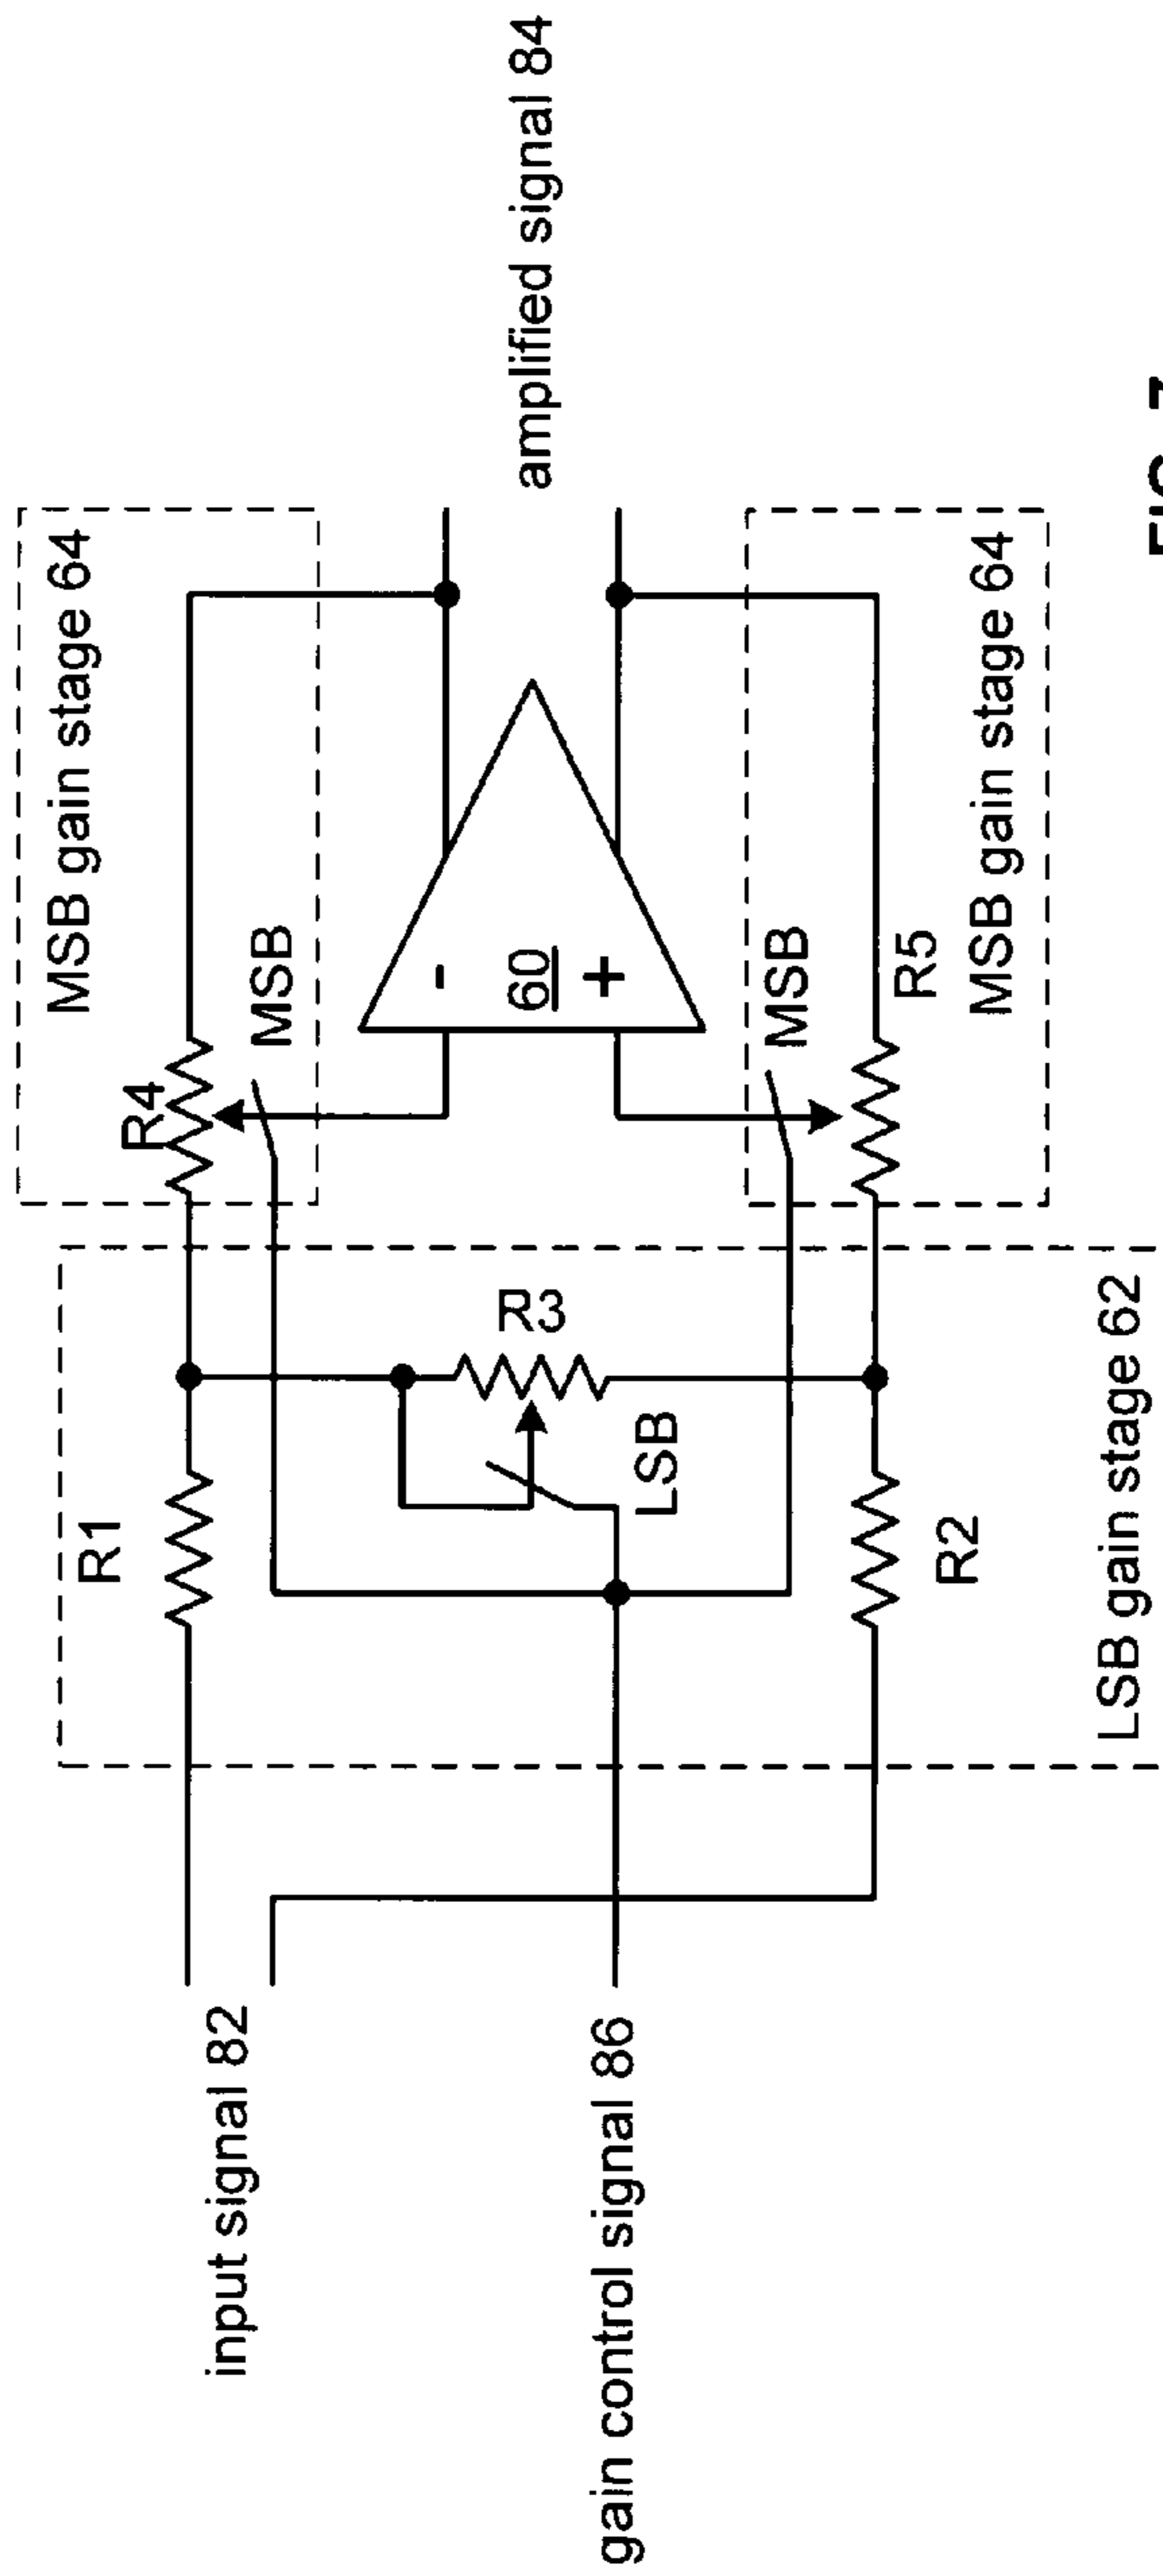 MSB gain stage 64
R4
MSB
R1
input signal 82
R3
60
-
+
amplified signal 84
LSB
gain control signal 86
MSB
R5
R2
MSB gain stage 64
LSB gain stage 62